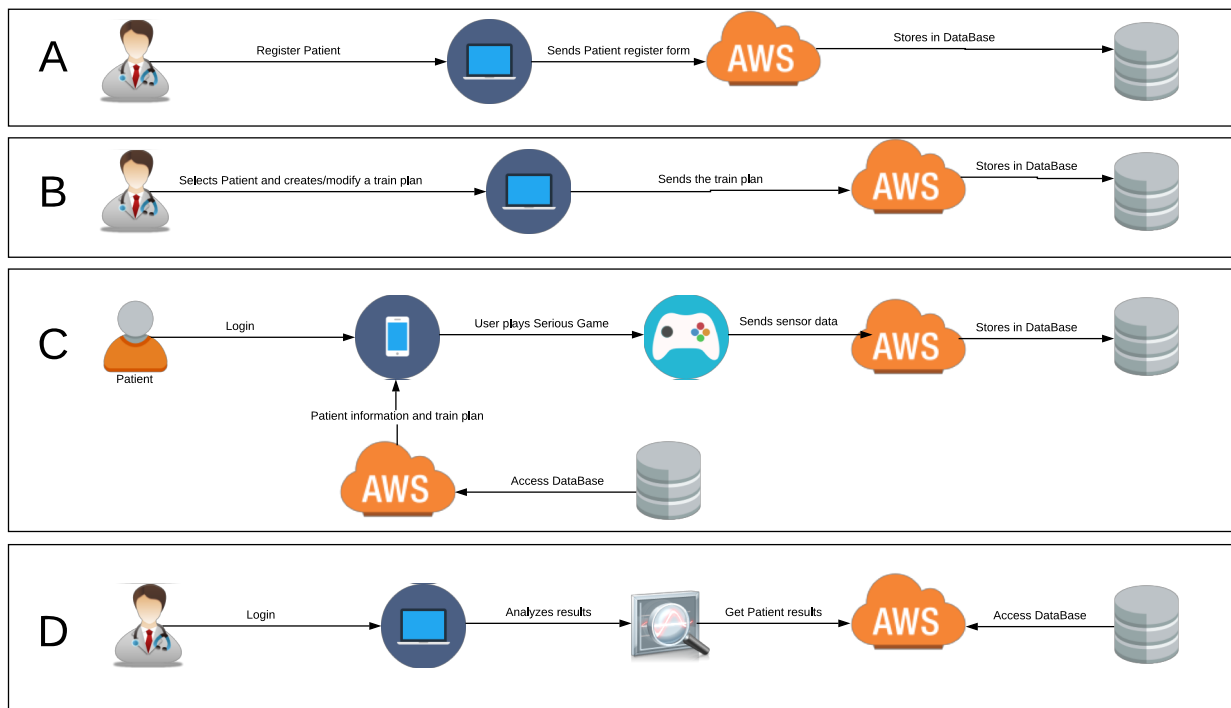 A
Register Patient
Sends Patient register form
AWS
Stores in DataBase
B
Selects Patient and creates/modify a train plan
Sends the train plan
AWS
Stores in DataBase
C
Patient
Login
User plays Serious Game
Sends sensor data
AWS
Stores in DataBase
Patient information and train plan
AWS
Access DataBase
D
Login
Analyzes results
Get Patient results
AWS
Access DataBase